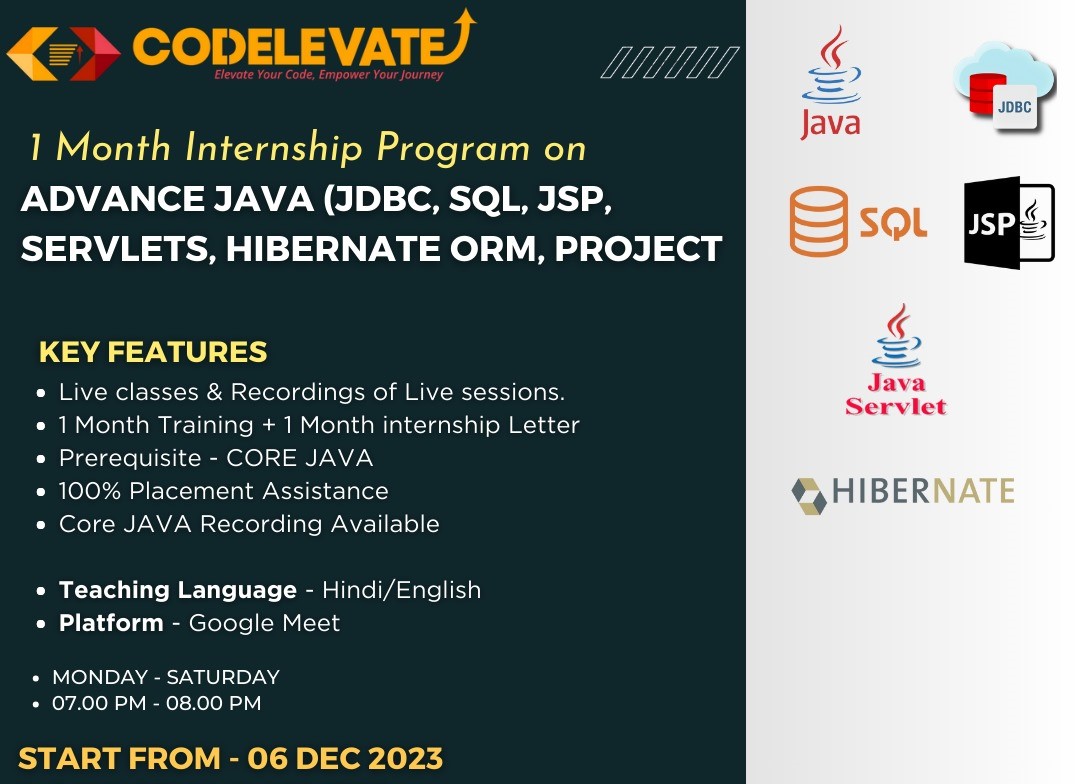 CODELEVATE
Elevate Your Code, Empower Your Journey
1 Month Internship Program on
ADVANCE JAVA (JDBC, SQL, JSP,
SERVLETS, HIBERNATE ORM, PROJECT
KEY FEATURES
• Live classes & Recordings of Live sessions.
• 1 Month Training + 1 Month internship Letter
• Prerequisite - CORE JAVA
• 100% Placement Assistance
• Core JAVA Recording Available
• Teaching Language - Hindi/English
• Platform - Google Meet
• MONDAY - SATURDAY
• 07.00 PM - 08.00 PM
START FROM - 06 DEC 2023
Java
JDBC
SQL
JSP
Java
Servlet
HIBERNATE